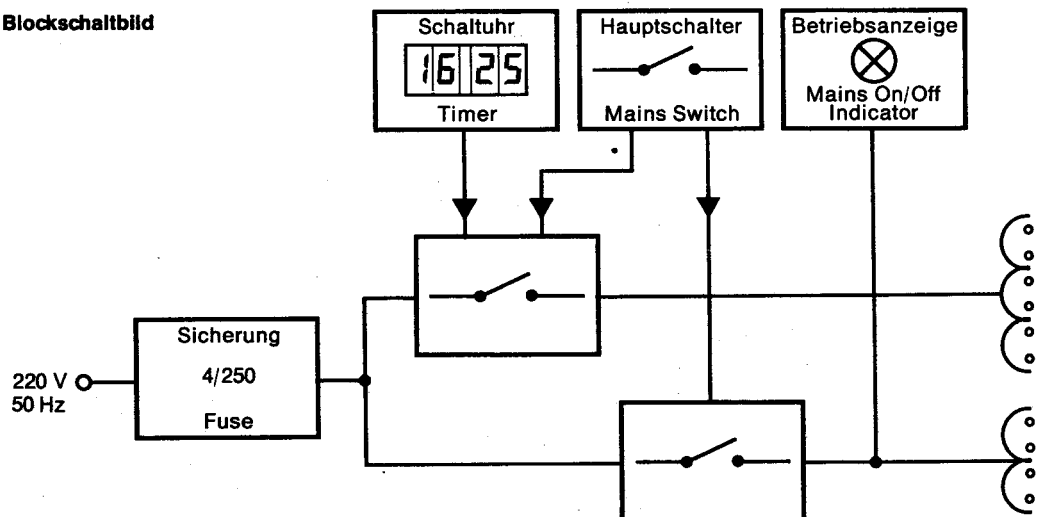 Blockschaltbild
Schaltuhr
16 25
Timer
Hauptschalter
Mains Switch
Betriebsanzeige
Mains On/Off
Indicator
Sicherung
4/250
Fuse
220 V
50 Hz